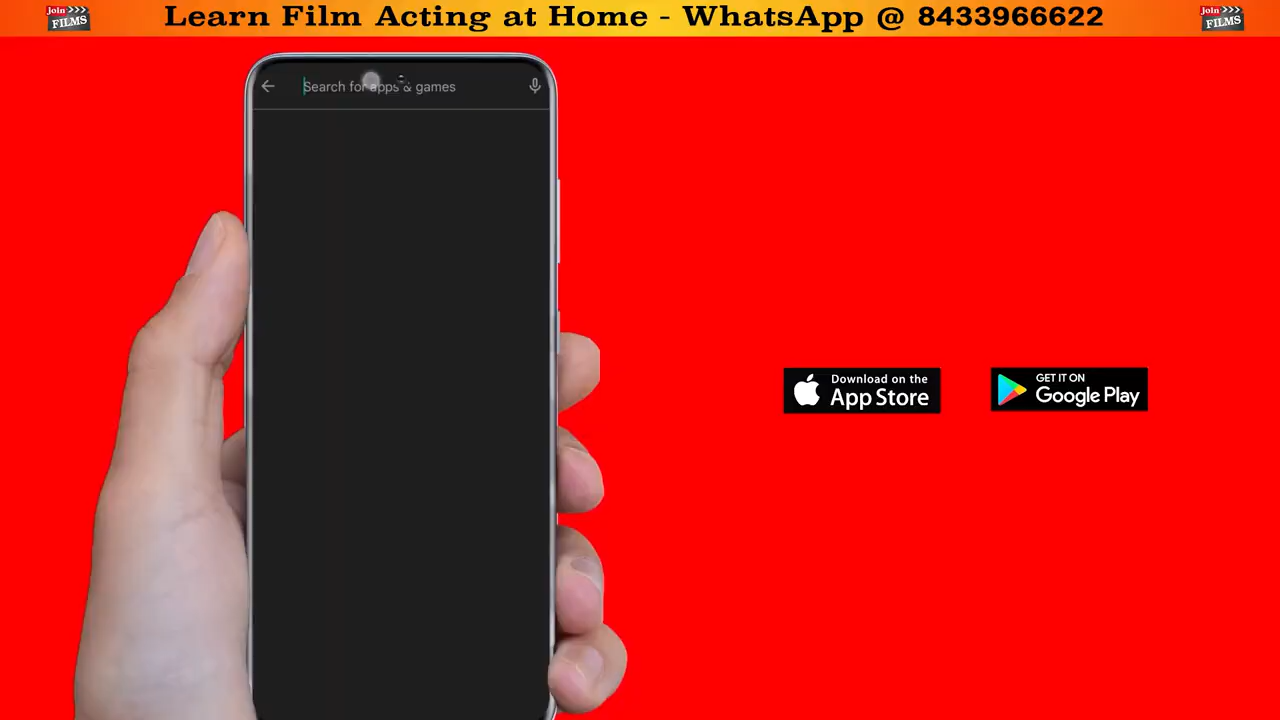 Join
FILMS
Learn Film Acting at Home - WhatsApp @ 8433966622
Join
FILMS
Search for apps & games
Download on the
App Store
GET IT ON
Google Play